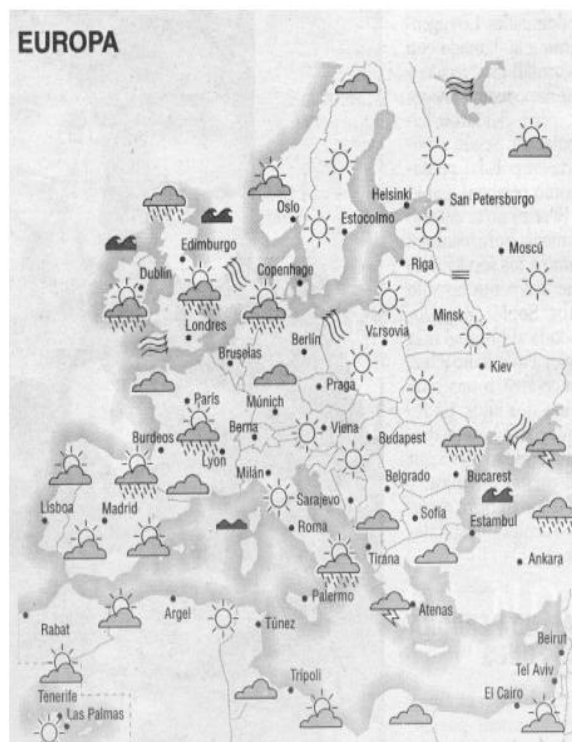 EUROPA
Helsinki
San Petersburgo
Oslo
Estocolmo
Edimburgo
Moscú
Dublin
Copenhague
Riga
Minsk
Londres
Berlín
Varsovia
Bruselas
Kiev
Praga
París
Múnich
Berna
Viena
Budapest
Burdeos
Lyon
Milán
Belgrado
Bucarest
Sarajevo
Lisboa
Madrid
Sofía
Estambul
Roma
Tirana
Ankara
Palermo
Atenas
Argel
Túnez
Rabat
Beirut
Trípoli
Tel Aviv
Tenerife
El Cairo
Las Palmas